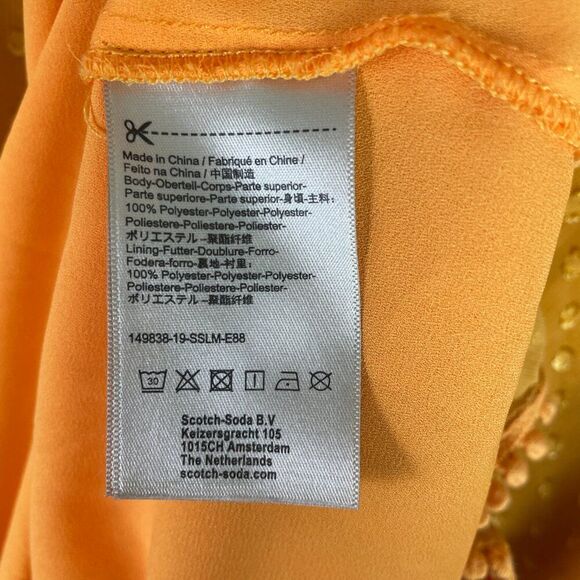 Made in China / Fabriqué en Chine /
Feito na China / 中国制造
Body-Oberteil-Corps-Parte superior-
Parte superiore-Parte superior-身頃-主料:
100% Polyester-Polyester-Polyester-
Poliestere-Poliestere-Poliester-
ポリエステル –聚酯纤维
Lining-Futter-Doublure-Forro-
Fodera-forro-裏地-衬里:
100% Polyester-Polyester-Polyester-
Poliestere-Poliestere-Poliester-
ポリエステル –聚酯纤维
149838-19-SSLM-E88
30
Scotch-Soda B.V
Keizersgracht 105
1015CH Amsterdam
The Netherlands
scotch-soda.com